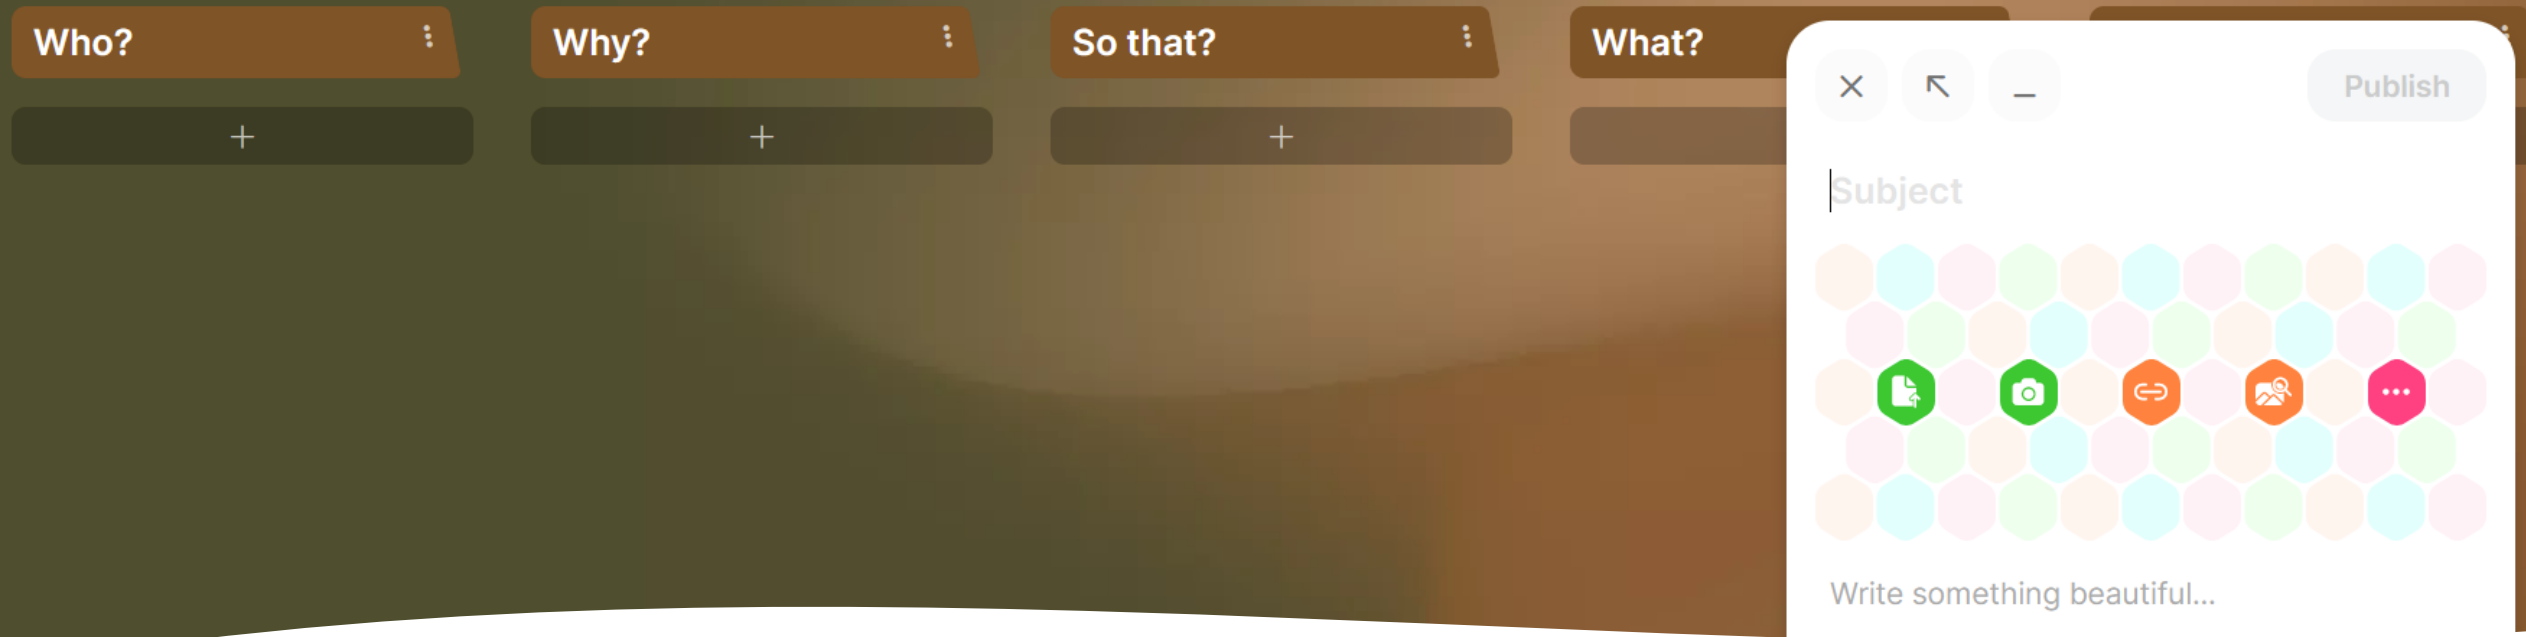 Who?
Why?
So that?
What?
Publish
Subject
Write something beautiful...